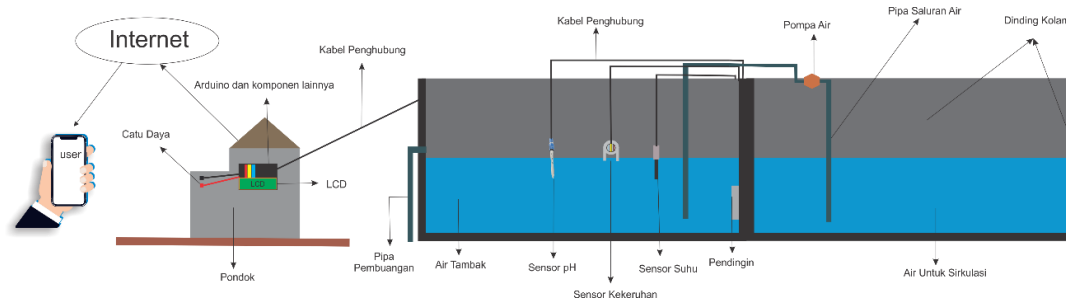 Internet
Kabel Penghubung
Kabel Penghubung
Pompa Air
Pipa Saluran Air
Dinding Kolam
Arduino dan komponen lainnya
Catu Daya
user
LCD
LCD
Pondok
Pipa
Pembuangan
Air Tambak
Sensor pH
Sensor Kekeruhan
Sensor Suhu
Pendingin
Air Untuk Sirkulasi